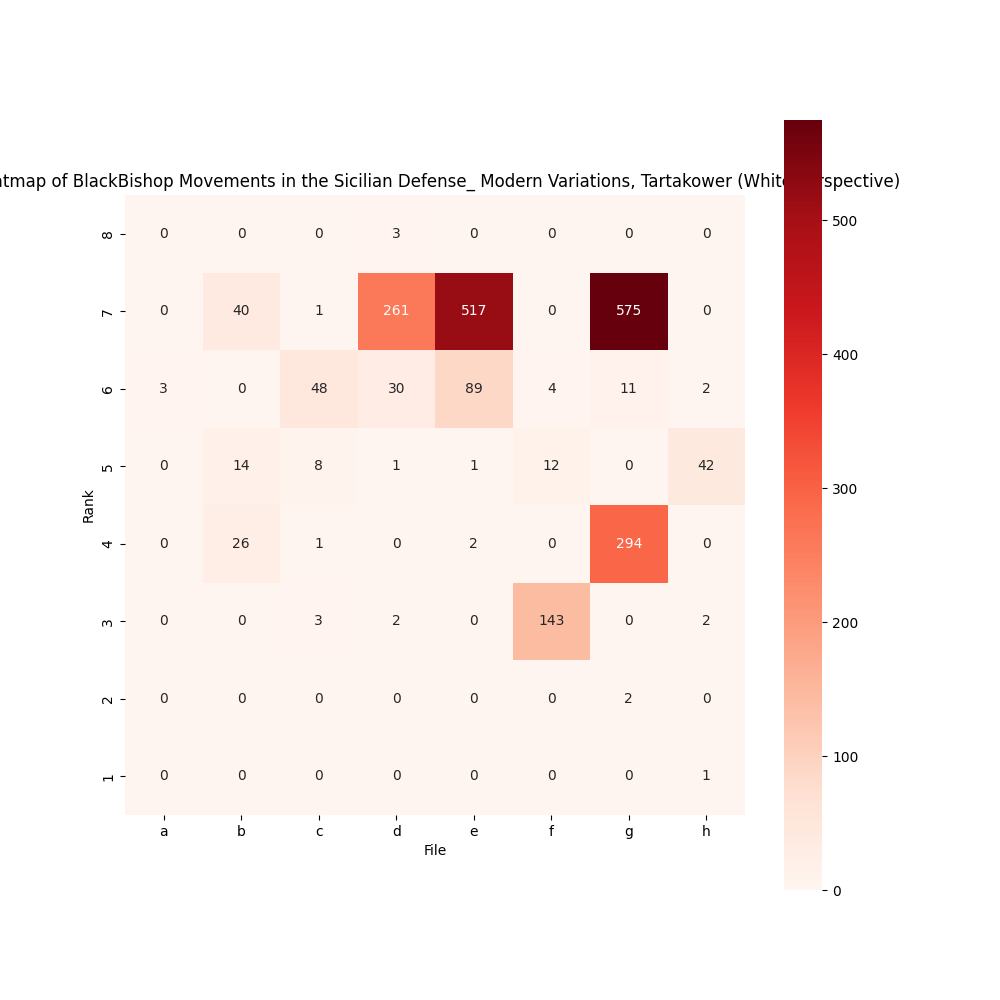 tmap of BlackBishop Movements in the Sicilian Defense_ Modern Variations, Tartakower (Whit rspective)
8 0 0 0 3 0 0 0 0
7 0 40 1 261 517 0 575 0
6 3 0 48 30 89 4 11 2
5 0 14 8 1 1 12 0 42
4 0 26 1 0 2 0 294 0
3 0 0 3 2 0 143 0 2
2 0 0 0 0 0 0 2 0
1 0 0 0 0 0 0 0 1
a b c d e f g h
File
Rank
500
400
300
200
100
0